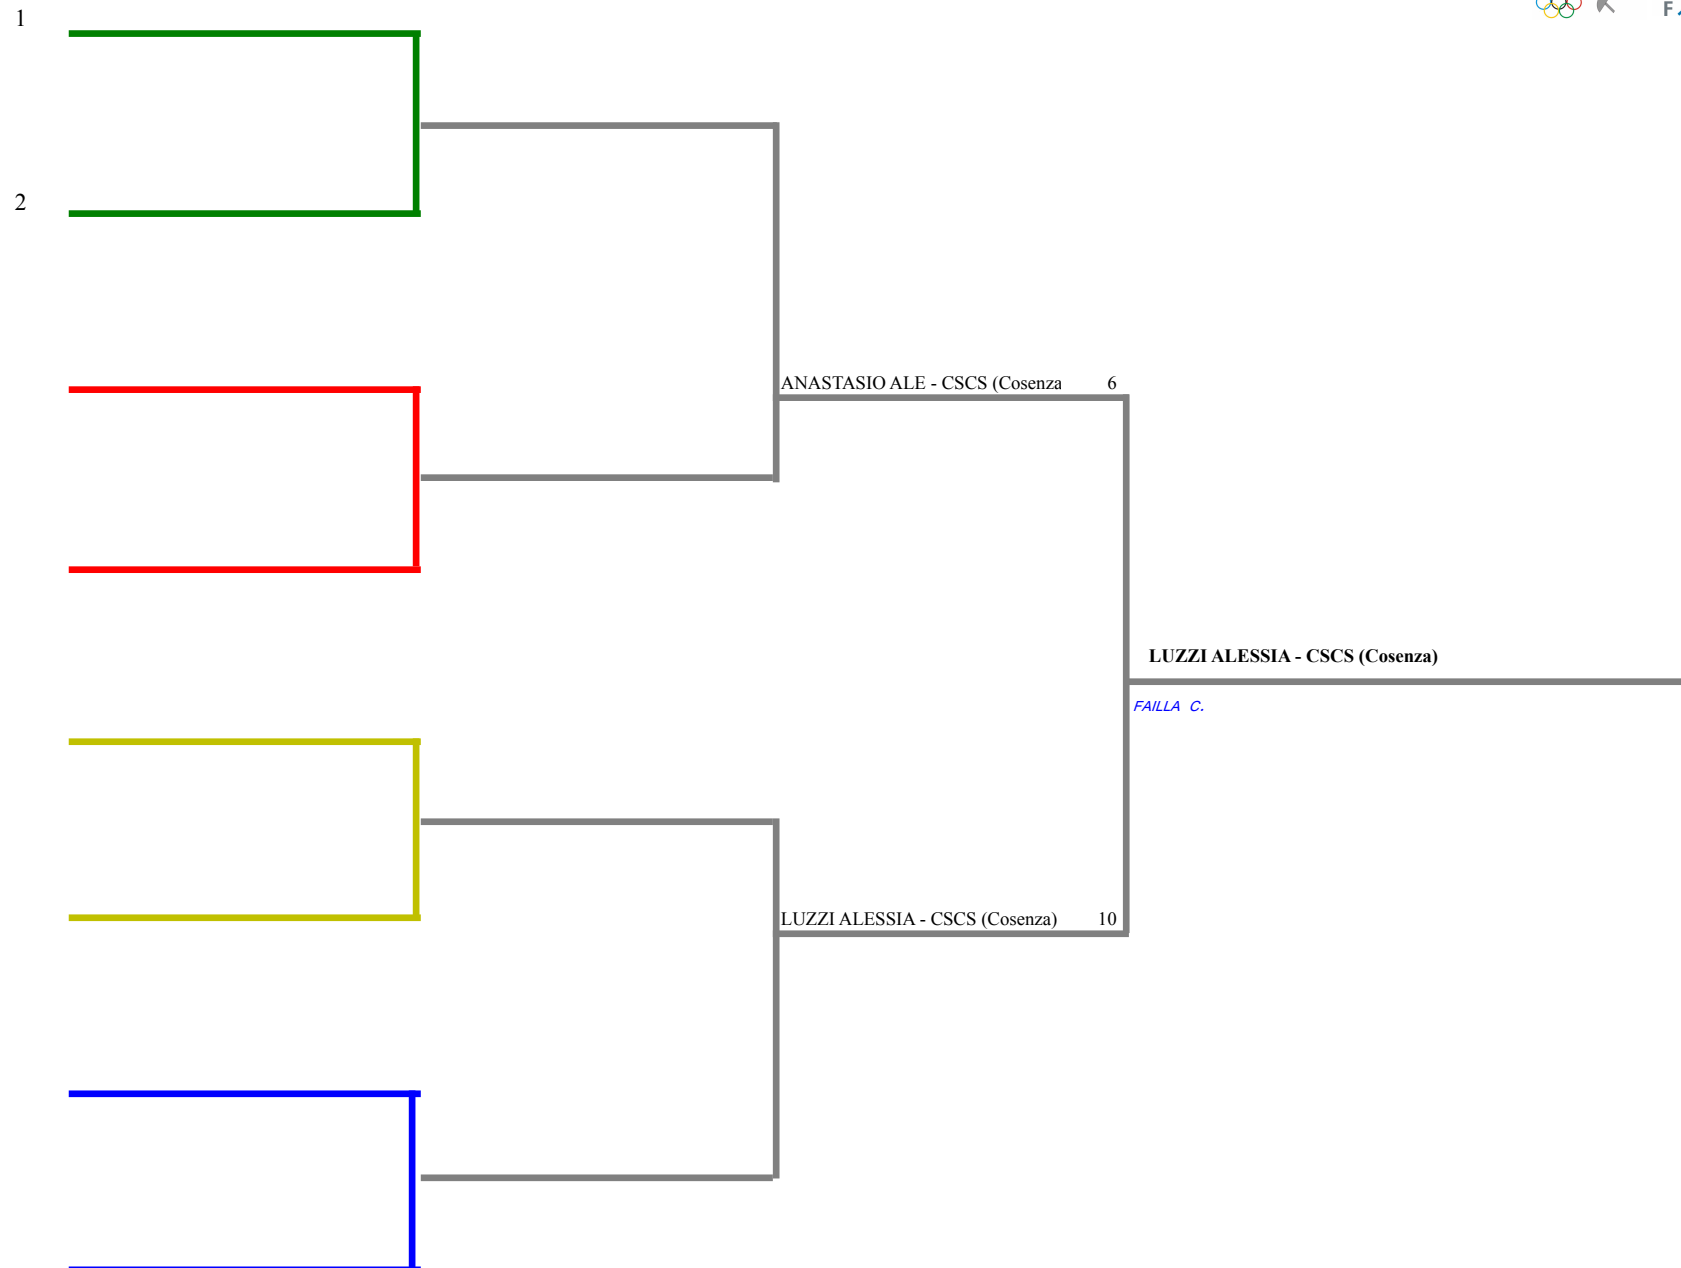 1
F
2
ANASTASIO ALE - CSCS (Cosenza 6
LUZZI ALESSIA - CSCS (Cosenza)
FAILLA C.
LUZZI ALESSIA - CSCS (Cosenza) 10